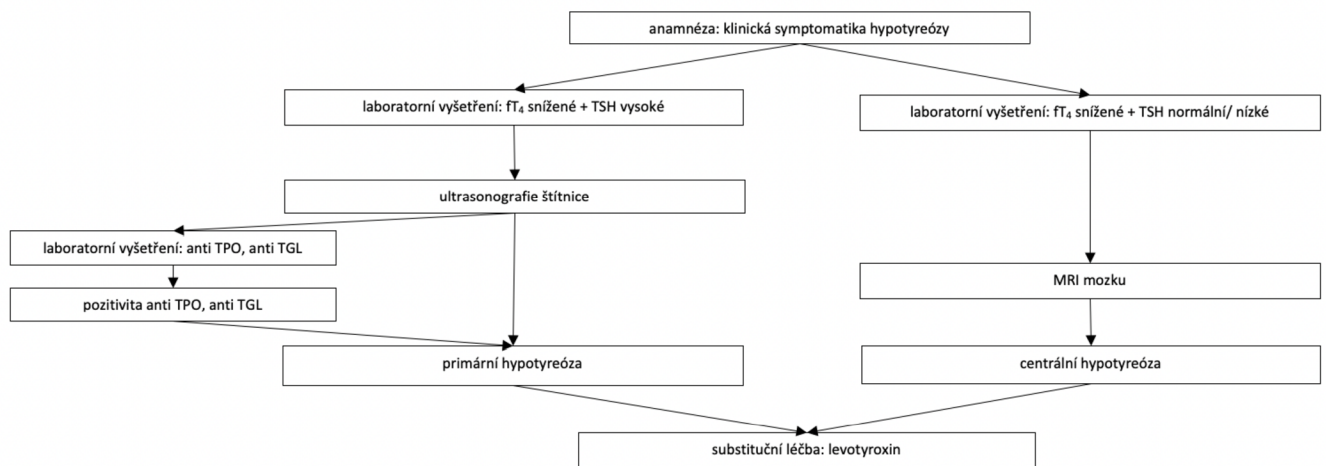 anamnéza: klinická symptomatika hypotyreózy
laboratorní vyšetření: fT₄ snížené + TSH vysoké
laboratorní vyšetření: fT₄ snížené + TSH normální/ nízké
ultrasonografie štítnice
laboratorní vyšetření: anti TPO, anti TGL
MRI mozku
pozitivita anti TPO, anti TGL
primární hypotyreóza
centrální hypotyreóza
substituční léčba: levotyroxin